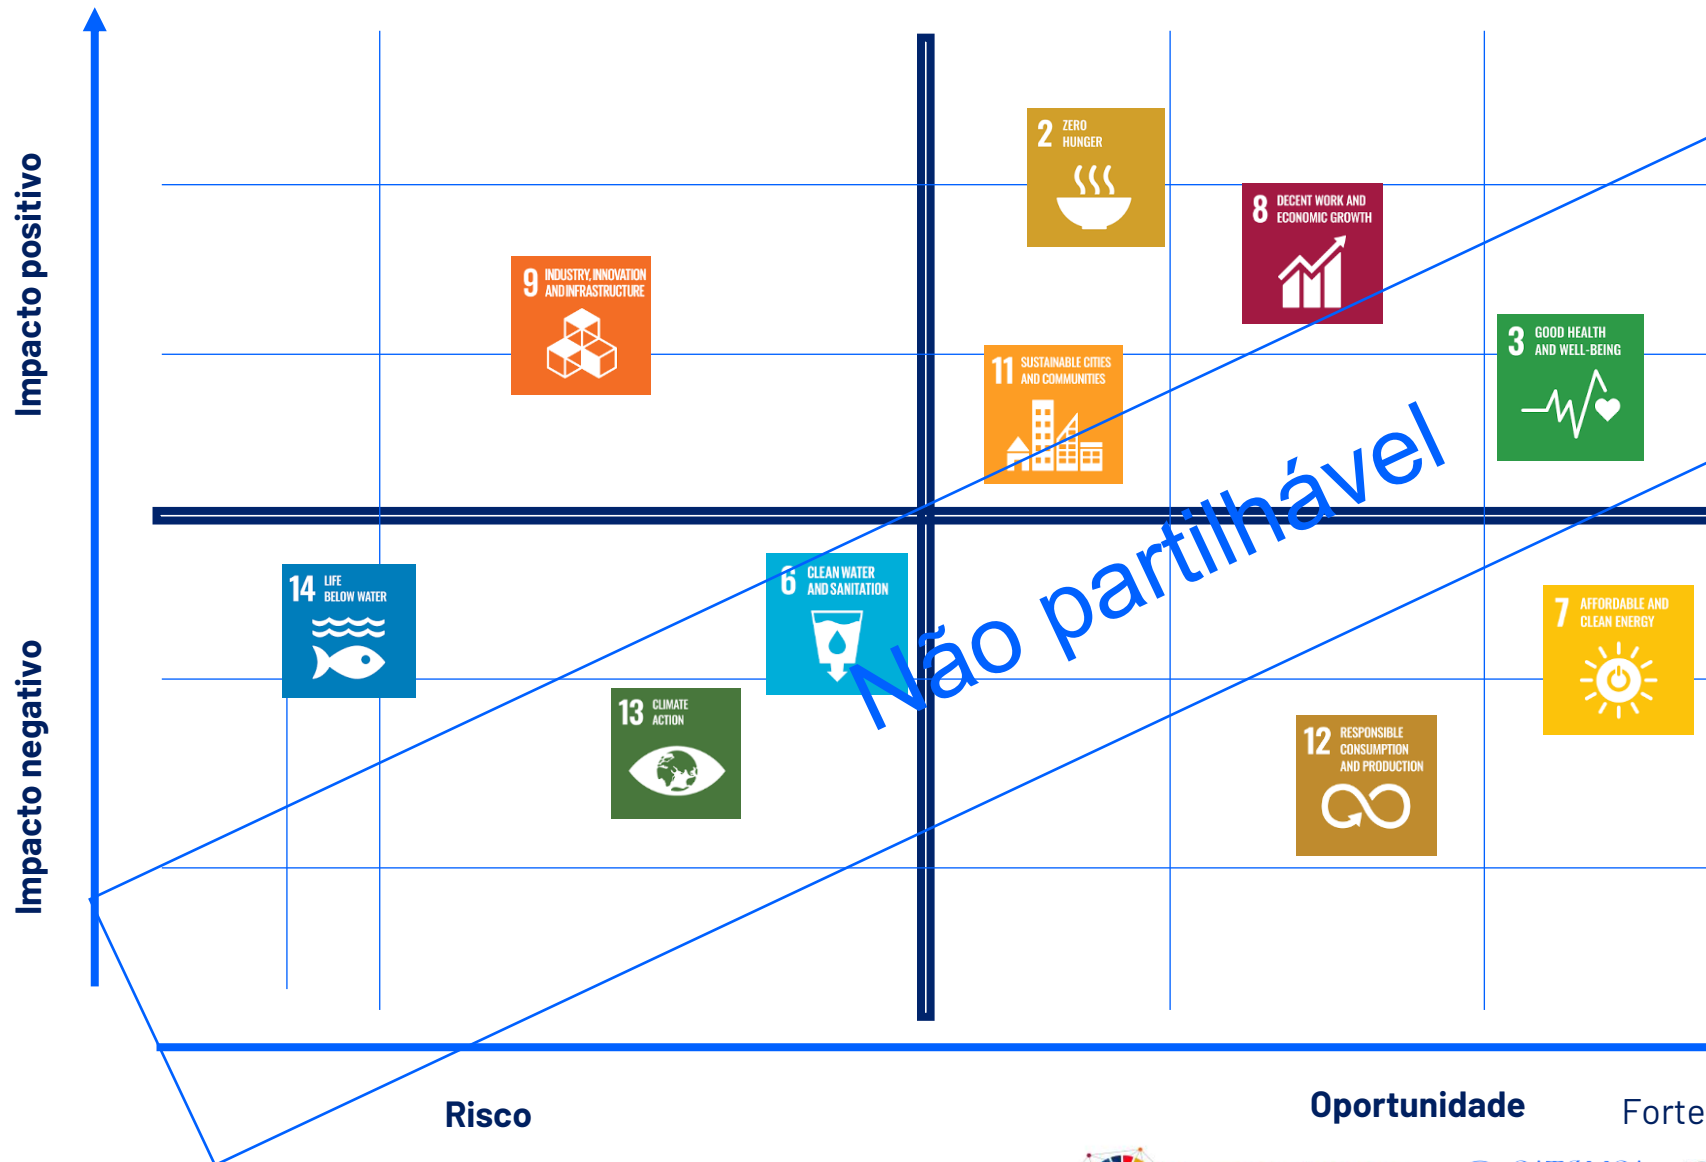 Impacto positivo
Impacto negativo
2 ZERO
HUNGER
8 DECENT WORK AND
ECONOMIC GROWTH
9 INDUSTRY, INNOVATION
AND INFRASTRUCTURE
3 GOOD HEALTH
AND WELL-BEING
11 SUSTAINABLE CITIES
AND COMMUNITIES
Não partilhável
14 LIFE
BELOW WATER
6 CLEAN WATER
AND SANITATION
7 AFFORDABLE AND
CLEAN ENERGY
13 CLIMATE
ACTION
12 RESPONSIBLE
CONSUMPTION
AND PRODUCTION
Risco
Oportunidade
Forte